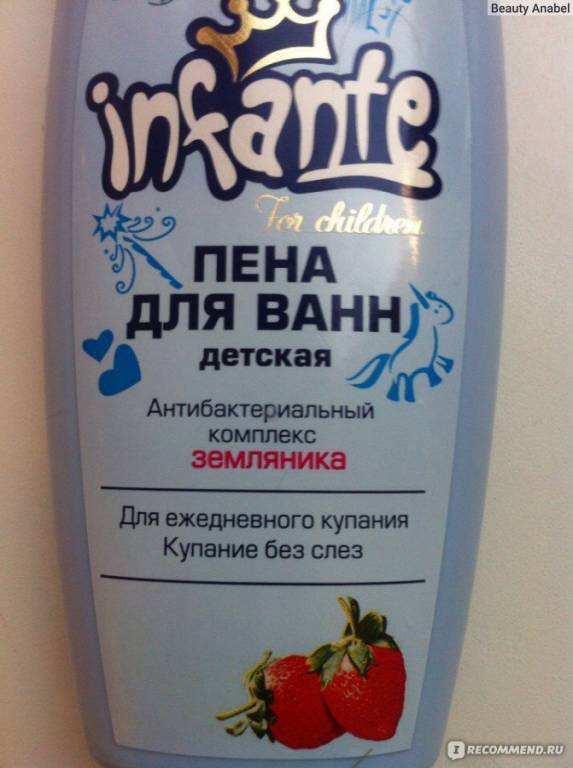 Beauty Anabel
infante
For children
ПЕНА
ДЛЯ ВАНН
детская
Антибактериальный
комплекс
земляника
Для ежедневного купания
Купание без слез
I RECOMMEND.RU